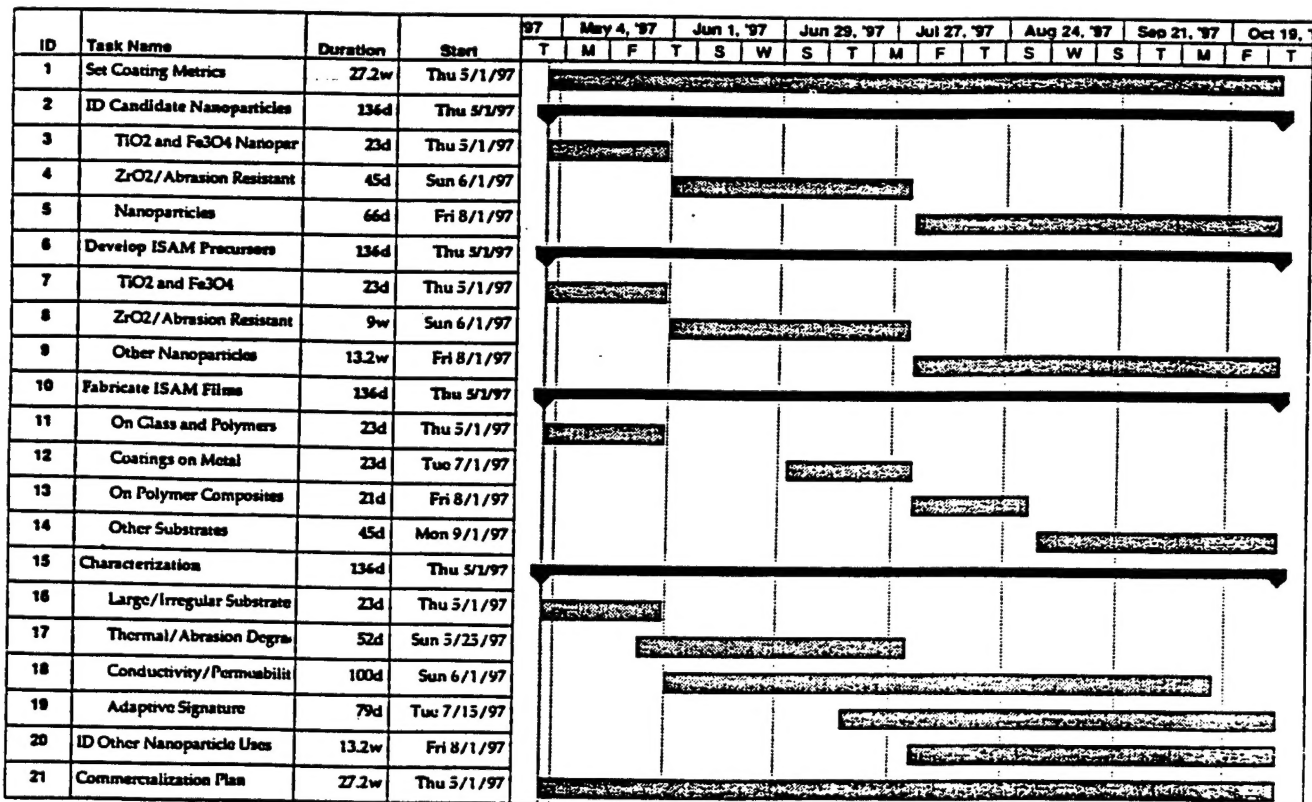 ID Task Name Duration Start 97 May 4, '97 Jun 1, '97 Jun 29, '97 Jul 27, '97 Aug 24, '97 Sep 21, '97 Oct 19, '
T M F T S W S T M F T S W S T M F T
1 Set Coating Metrics 27.2w Thu 5/1/97
2 ID Candidate Nanoparticles 136d Thu 5/1/97
3 TiO2 and Fe3O4 Nanopar 23d Thu 5/1/97
4 ZrO2/Abrasion Resistant 45d Sun 6/1/97
5 Nanoparticles 66d Fri 8/1/97
6 Develop ISAM Precursers 136d Thu 5/1/97
7 TiO2 and Fe3O4 23d Thu 5/1/97
8 ZrO2/Abrasion Resistant 9w Sun 6/1/97
9 Other Nanoparticles 13.2w Fri 8/1/97
10 Fabricate ISAM Films 136d Thu 5/1/97
11 On Glass and Polymers 23d Thu 5/1/97
12 Coatings on Metal 23d Tue 7/1/97
13 On Polymer Composites 21d Fri 8/1/97
14 Other Substrates 45d Mon 9/1/97
15 Characterization 136d Thu 5/1/97
16 Large/Irregular Substrate 23d Thu 5/1/97
17 Thermal/Abrasion Degra 52d Sun 5/25/97
18 Conductivity/Permeabilit 100d Sun 6/1/97
19 Adaptive Signature 79d Tue 7/15/97
20 ID Other Nanoparticle Uses 13.2w Fri 8/1/97
21 Commercialization Plan 27.2w Thu 5/1/97